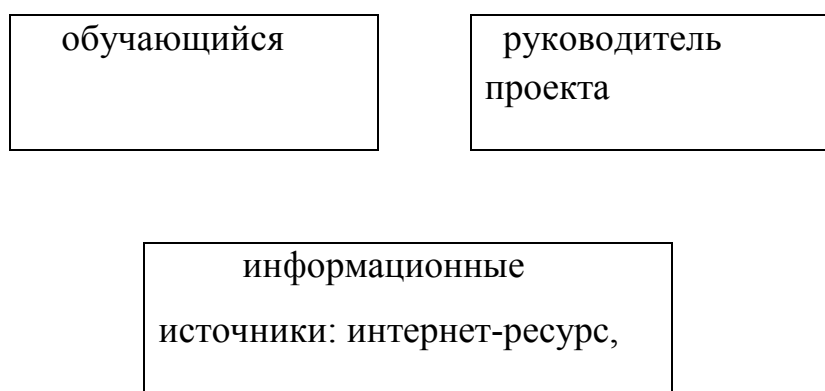 обучающийся
руководитель
проекта
информационные
источники: интернет-ресурс,